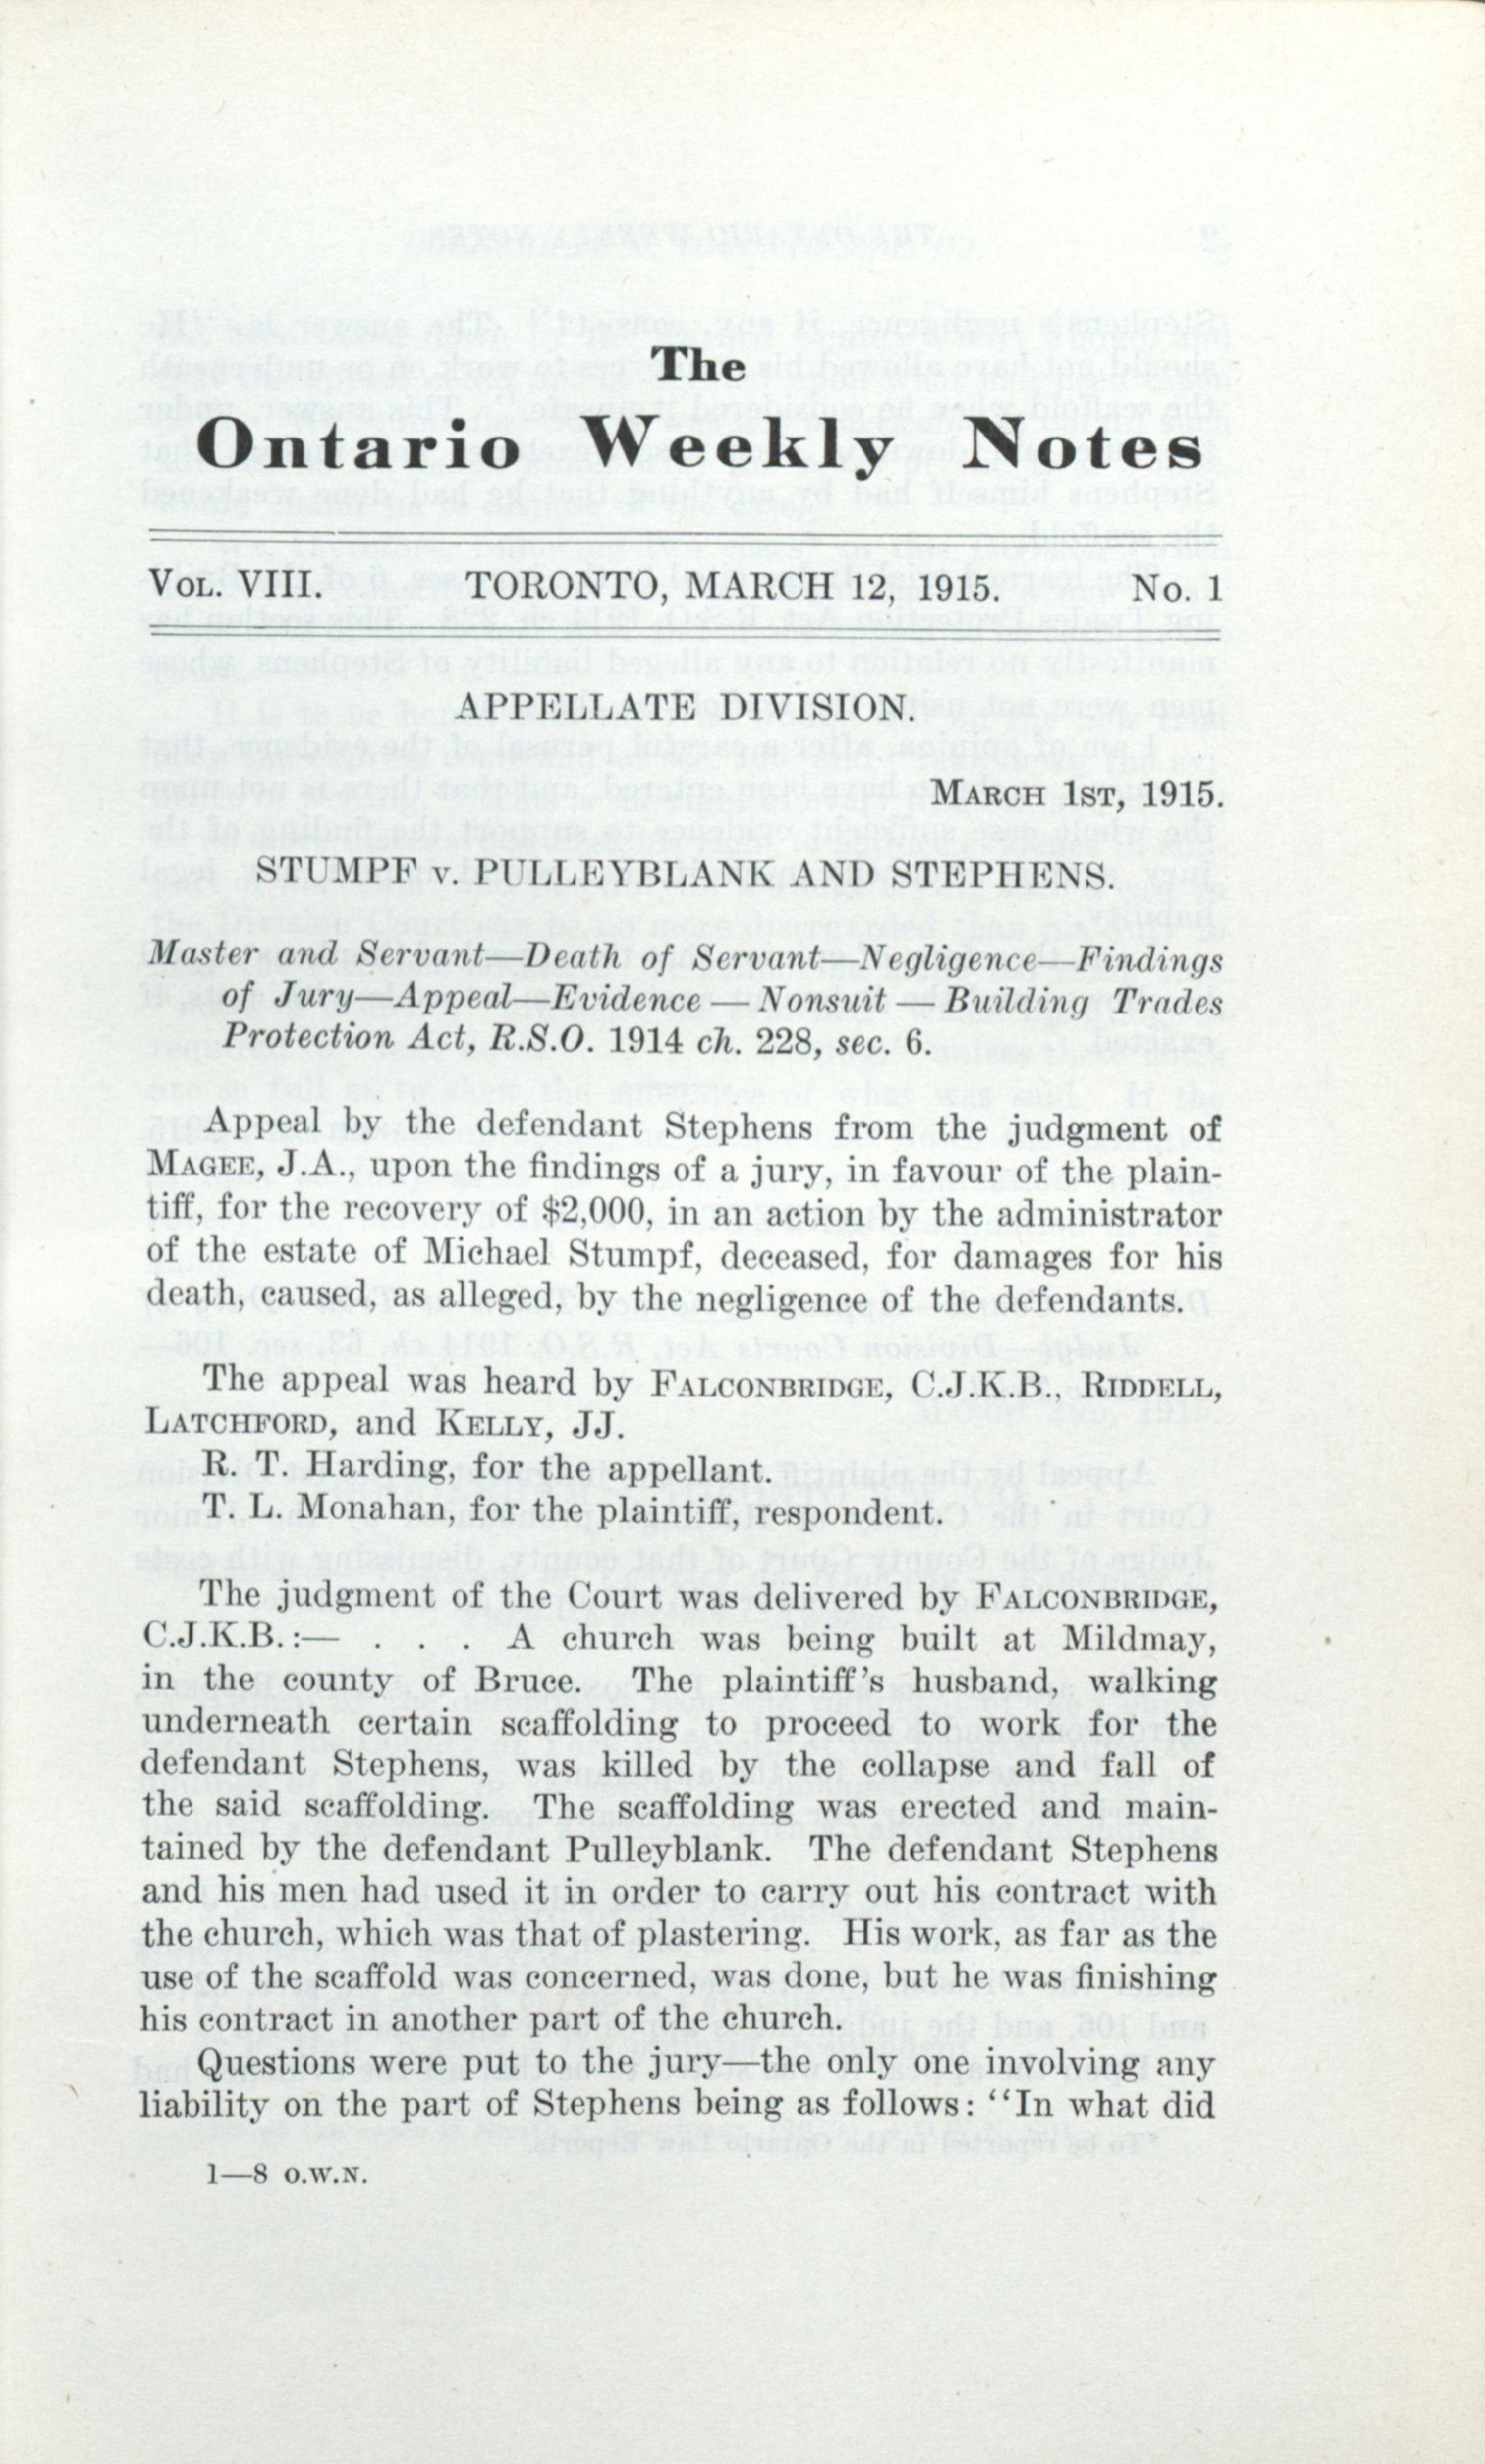 The
Ontario Weekly Notes
VOL. VIII. TORONTO, MARCH 12, 1915. No. 1
APPELLATE DIVISION.
MARCH 1ST, 1915.
STUMPF v. PULLEYBLANK AND STEPHENS.
Master and Servant—Death of Servant—Negligence—Findings
of Jury—Appeal—Evidence — Nonsuit — Building Trades
Protection Act, R.S.O. 1914 ch. 228, sec. 6.
Appeal by the defendant Stephens from the judgment of
MAGEE, J.A., upon the findings of a jury, in favour of the plain-
tiff, for the recovery of $2,000, in an action by the administrator
of the estate of Michael Stumpf, deceased, for damages for his
death, caused, as alleged, by the negligence of the defendants.
The appeal was heard by FALCONBRIDGE, C.J.K.B., RIDDELL,
LATCHFORD, and KELLY, JJ.
R. T. Harding, for the appellant.
T. L. Monahan, for the plaintiff, respondent.
The judgment of the Court was delivered by FALCONBRIDGE,
C.J.K.B.:— . . . A church was being built at Mildmay,
in the county of Bruce. The plaintiff's husband, walking
underneath certain scaffolding to proceed to work for the
defendant Stephens, was killed by the collapse and fall of
the said scaffolding. The scaffolding was erected and main-
tained by the defendant Pulleyblank. The defendant Stephens
and his men had used it in order to carry out his contract with
the church, which was that of plastering. His work, as far as the
use of the scaffold was concerned, was done, but he was finishing
his contract in another part of the church.
Questions were put to the jury—the only one involving any
liability on the part of Stephens being as follows: "In what did
1—8 O.W.N.